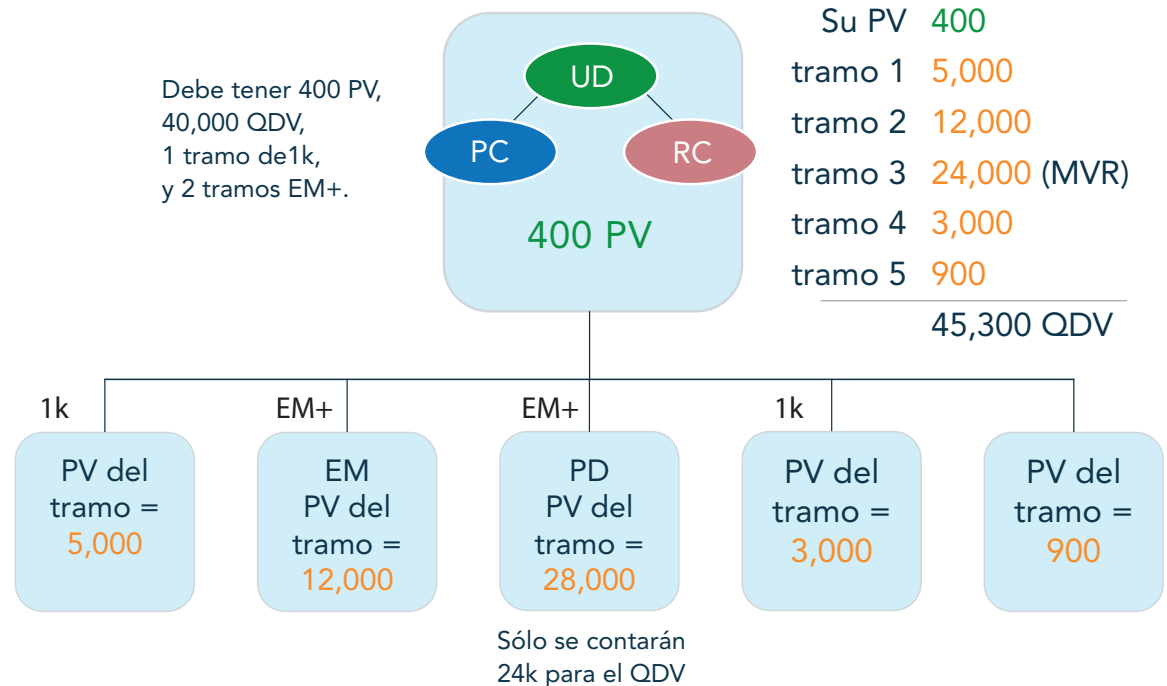 Debe tener 400 PV,
40,000 QDV,
1 tramo de1k,
y 2 tramos EM+.
UD
PC
RC
400 PV
Su PV 400
tramo 1 5,000
tramo 2 12,000
tramo 3 24,000 (MVR)
tramo 4 3,000
tramo 5 900
45,300 QDV
1k
PV del
tramo =
5,000
EM+
EM
PV del
tramo =
12,000
EM+
PD
PV del
tramo =
28,000
Sólo se contarán
24k para el QDV
1k
PV del
tramo =
3,000
PV del
tramo =
900